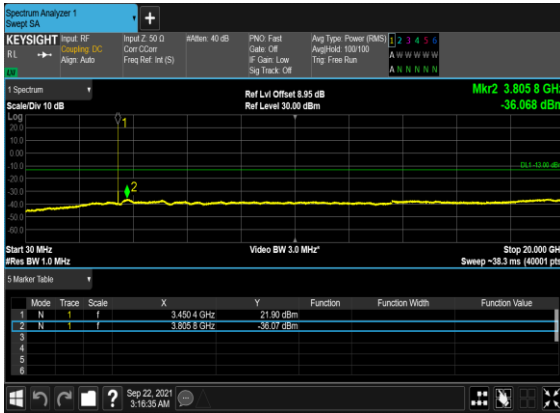 Spectrum Analyzer 1
Swept SA
KEYSIGHT
RL
Input: RF
Coupling: DC
Align: Auto
Input Z: 50 Ω
Corr CCorr
Freq Ref: Int (S)
#Atten: 40 dB
PNO: Fast
Gate: Off
IF Gain: Low
Sig Track: Off
Avg Type: Power (RMS)
Avg|Hold: 100/100
Trig: Free Run
1 2 3 4 5 6
A W W W W W
A N N N N N
1 Spectrum
Scale/Div 10 dB
Ref Lvl Offset 8.95 dB
Ref Level 30.00 dBm
Mkr2 3.805 8 GHz
-36.068 dBm
Log
20.0
10.0
0.00
-10.0
-20.0
-30.0
-40.0
-50.0
-60.0
1
2
DL1 -13.00 dBm
Start 30 MHz
#Res BW 1.0 MHz
Video BW 3.0 MHz*
Stop 20.000 GH
Sweep ~38.3 ms (40001 pts
5 Marker Table
Mode Trace Scale X Y Function Function Width Function Value
1 N 1 f 3.450 4 GHz 21.90 dBm
2 N 1 f 3.805 8 GHz -36.07 dBm
3
4
5
6
Sep 22, 2021
3:16:35 AM